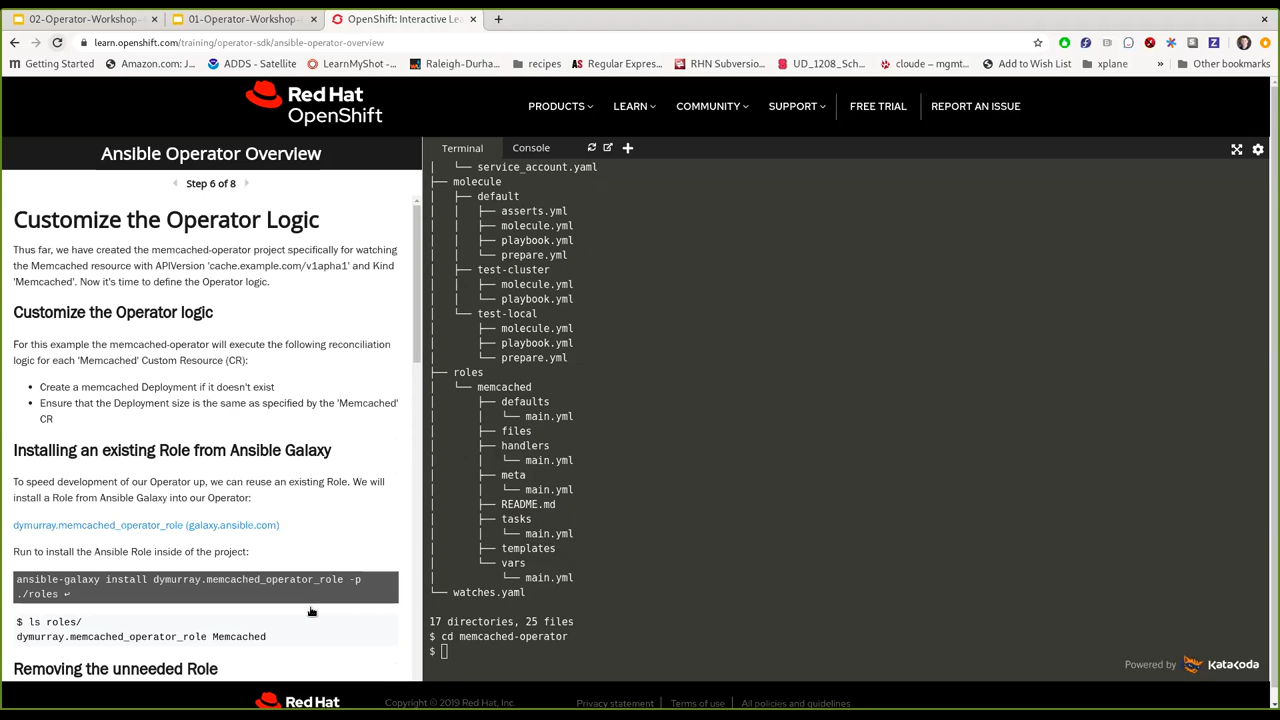 02-Operator-Workshop-
01-Operator-Workshop-
OpenShift: Interactive Le
learn.openshift.com/training/operator-sdk/ansible-operator-overview
Getting Started
Amazon.com: J...
ADDS - Satellite
LearnMyShot -...
Raleigh-Durha...
recipes
Regular Expres...
RHN Subversio...
UD_1208_Sch...
cloude – mgmt...
Add to Wish List
xplane
»
Other bookmarks
Red Hat
OpenShift
PRODUCTS
LEARN
COMMUNITY
SUPPORT
FREE TRIAL
REPORT AN ISSUE
Ansible Operator Overview
Step 6 of 8
Customize the Operator Logic
Thus far, we have created the memcached-operator project specifically for watching
the Memcached resource with APIVersion 'cache.example.com/v1apha1' and Kind
'Memcached'. Now it's time to define the Operator logic.
Customize the Operator logic
For this example the memcached-operator will execute the following reconciliation
logic for each 'Memcached' Custom Resource (CR):
• Create a memcached Deployment if it doesn't exist
• Ensure that the Deployment size is the same as specified by the 'Memcached'
CR
Installing an existing Role from Ansible Galaxy
To speed development of our Operator up, we can reuse an existing Role. We will
install a Role from Ansible Galaxy into our Operator:
dymurray.memcached_operator_role (galaxy.ansible.com)
Run to install the Ansible Role inside of the project:
ansible-galaxy install dymurray.memcached_operator_role -p
./roles ↵
$ ls roles/
dymurray.memcached_operator_role Memcached
Removing the unneeded Role
Terminal
Console
│   └── service_account.yaml
├── molecule
│   ├── default
│   │   ├── asserts.yml
│   │   ├── molecule.yml
│   │   ├── playbook.yml
│   │   └── prepare.yml
│   ├── test-cluster
│   │   ├── molecule.yml
│   │   └── playbook.yml
│   └── test-local
│       ├── molecule.yml
│       ├── playbook.yml
│       └── prepare.yml
├── roles
│   └── memcached
│       ├── defaults
│       │   └── main.yml
│       ├── files
│       ├── handlers
│       │   └── main.yml
│       ├── meta
│       │   └── main.yml
│       ├── README.md
│       ├── tasks
│       │   └── main.yml
│       ├── templates
│       └── vars
│           └── main.yml
└── watches.yaml
17 directories, 25 files
$ cd memcached-operator
$
Powered by
KATAKODA
Red Hat
Copyright © 2019 Red Hat, Inc.
Privacy statement
Terms of use
All policies and guidelines